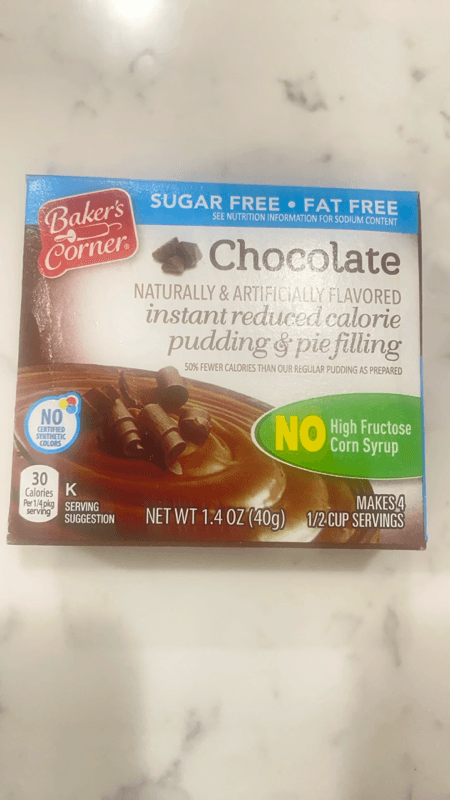 Baker's
Corner®
SUGAR FREE • FAT FREE
SEE NUTRITION INFORMATION FOR SODIUM CONTENT
Chocolate
NATURALLY & ARTIFICIALLY FLAVORED
instant reduced calorie
pudding & pie filling
50% FEWER CALORIES THAN OUR REGULAR PUDDING AS PREPARED
NO High Fructose
Corn Syrup
NO
CERTIFIED
SYNTHETIC
COLORS
30
Calories
Per 1/4 pkg
serving
K
SERVING
SUGGESTION
NET WT 1.4 OZ (40g)
MAKES 4
1/2 CUP SERVINGS